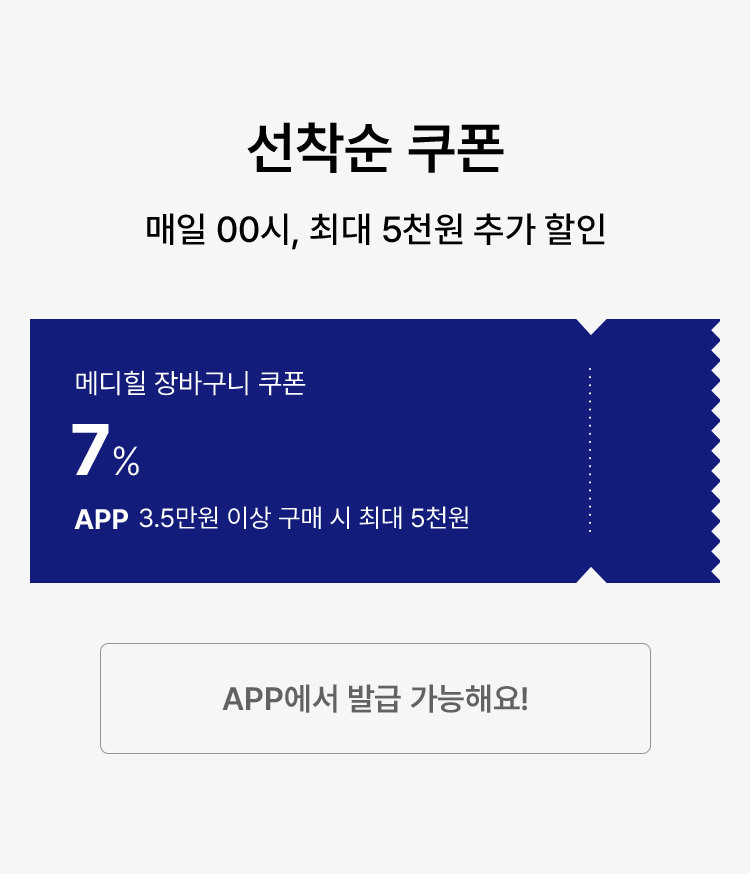 선착순 쿠폰
매일 00시, 최대 5천원 추가 할인
메디힐 장바구니 쿠폰
7%
APP 3.5만원 이상 구매 시 최대 5천원
APP에서 발급 가능해요!